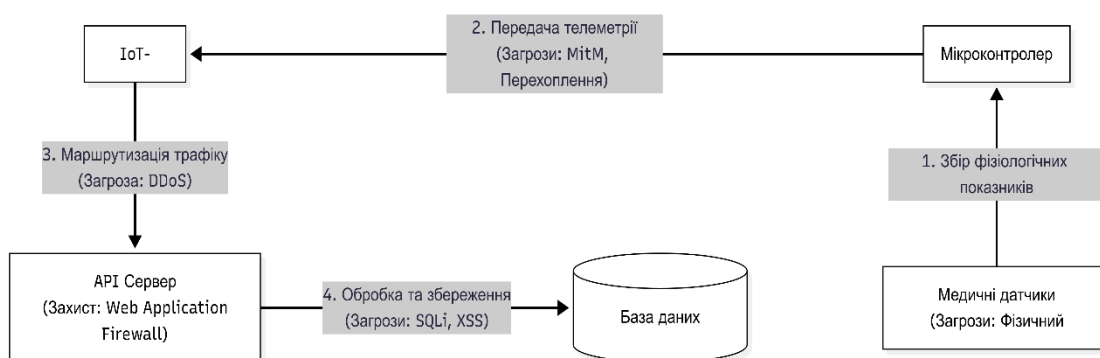 IoT-
2. Передача телеметрії
(Загрози: MitM,
Перехоплення)
Мікроконтролер
3. Маршрутизація трафіку
(Загроза: DDoS)
1. Збір фізіологічних
показників
API Сервер
(Захист: Web Application
Firewall)
4. Обробка та збереження
(Загрози: SQLi, XSS)
База даних
Медичні датчики
(Загрози: Фізичний